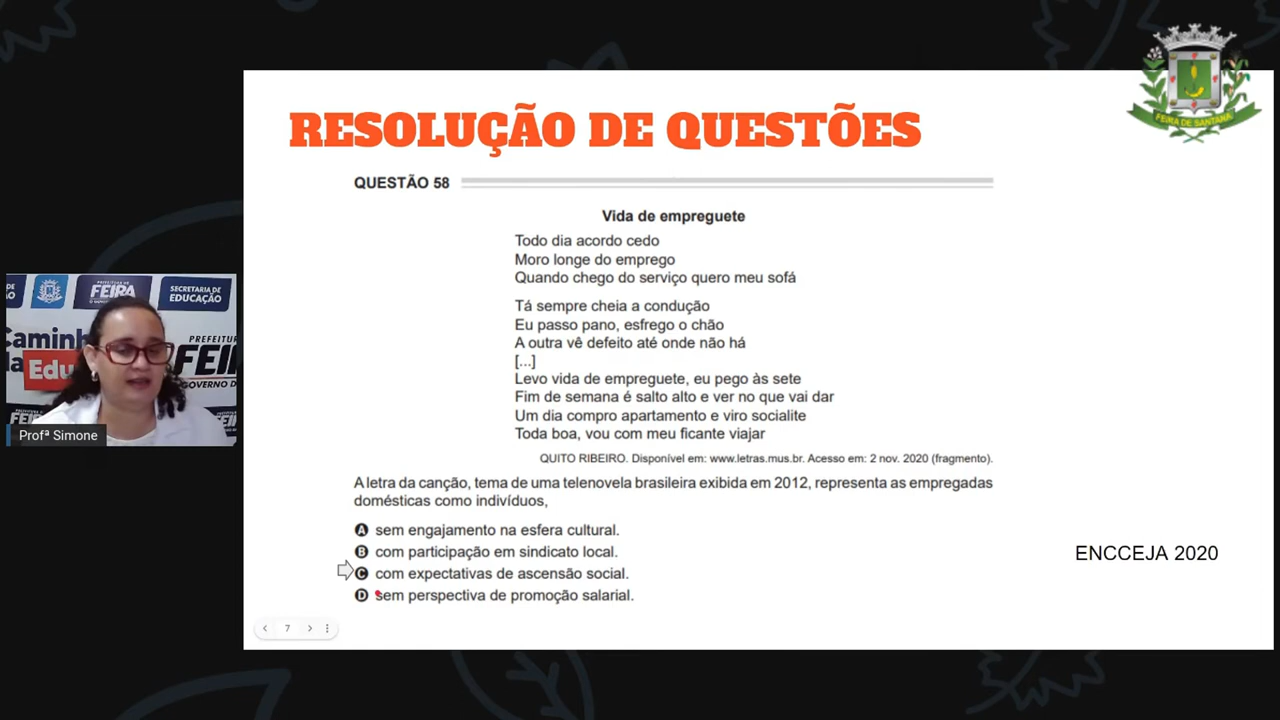 FEIRA DE SANTANA
RESOLUÇÃO DE QUESTÕES
QUESTÃO 58
Vida de empreguete
Todo dia acordo cedo
Moro longe do emprego
Quando chego do serviço quero meu sofá
Tá sempre cheia a condução
Eu passo pano, esfrego o chão
A outra vê defeito até onde não há
[...]
Levo vida de empreguete, eu pego às sete
Fim de semana é salto alto e ver no que vai dar
Um dia compro apartamento e viro socialite
Toda boa, vou com meu ficante viajar
QUITO RIBEIRO. Disponível em: www.letras.mus.br. Acesso em: 2 nov. 2020 (fragmento).
A letra da canção, tema de uma telenovela brasileira exibida em 2012, representa as empregadas
domésticas como indivíduos,
A sem engajamento na esfera cultural.
B com participação em sindicato local.
C com expectativas de ascensão social.
D sem perspectiva de promoção salarial.
ENCCEJA 2020
7
FEIRA
SECRETARIA DE
EDUCAÇÃO
Caminh
da
Edu
PREFEITUR
FEI
GOVERNO D
Profª Simone